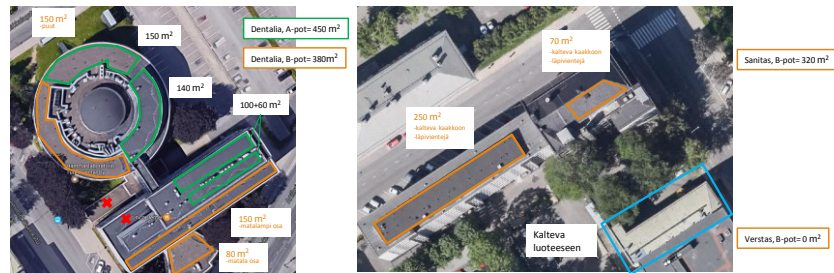 150 m²
-puut
150 m²
Dentalia, A-pot= 450 m²
Dentalia, B-pot= 380m²
140 m²
100+60 m²
150 m²
-matalampi osa
80 m²
-matala osa
70 m²
-kalteva kaakkoon
-läpivientejä
Sanitas, B-pot= 320 m²
250 m²
-kalteva kaakkoon
-läpivientejä
Kalteva
luoteeseen
Verstas, B-pot= 0 m²